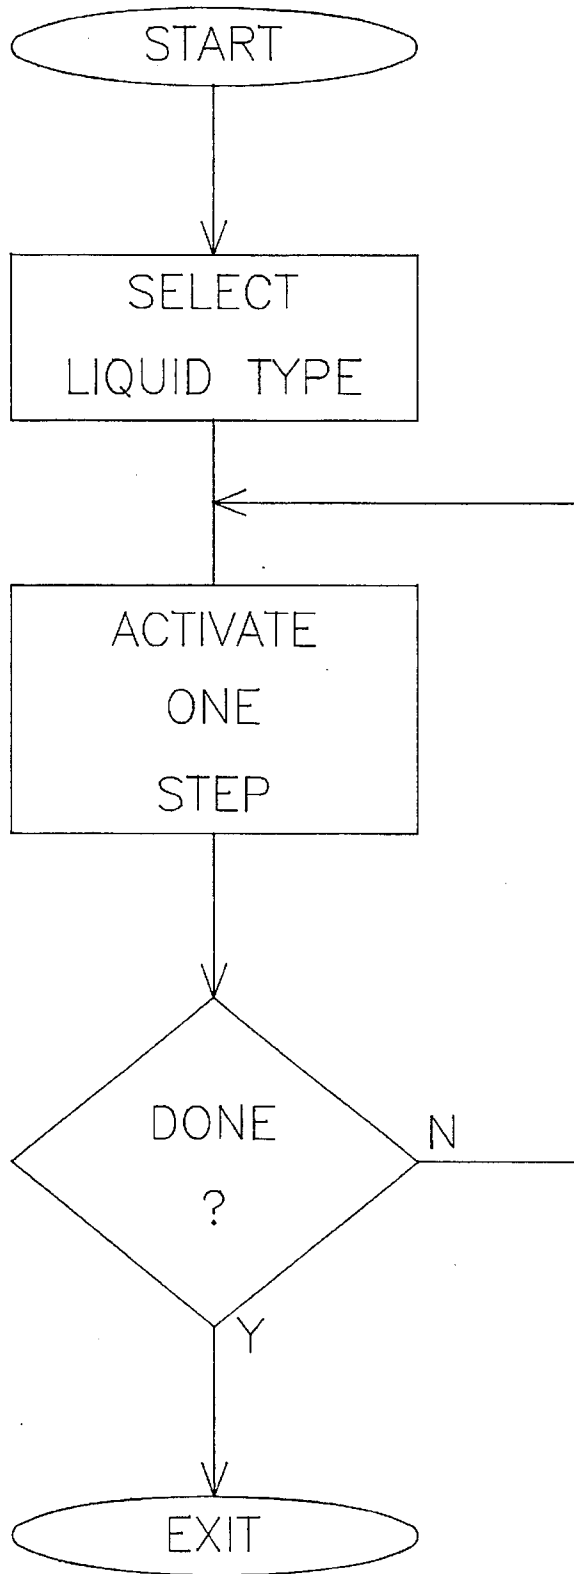 START
SELECT
LIQUID TYPE
ACTIVATE
ONE
STEP
DONE
?
N
Y
EXIT